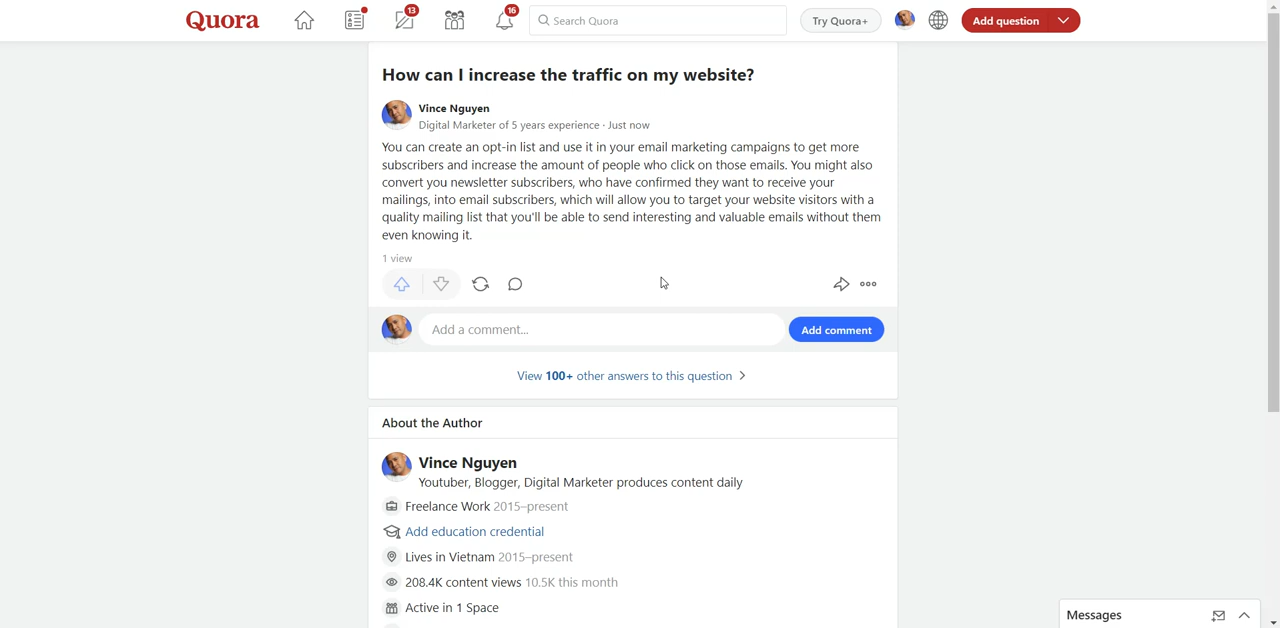 Quora
13
16
Search Quora
Try Quora+
Add question
How can I increase the traffic on my website?
Vince Nguyen
Digital Marketer of 5 years experience · Just now
You can create an opt-in list and use it in your email marketing campaigns to get more
subscribers and increase the amount of people who click on those emails. You might also
convert you newsletter subscribers, who have confirmed they want to receive your
mailings, into email subscribers, which will allow you to target your website visitors with a
quality mailing list that you'll be able to send interesting and valuable emails without them
even knowing it.
1 view
Add a comment...
Add comment
View 100+ other answers to this question
About the Author
Vince Nguyen
Youtuber, Blogger, Digital Marketer produces content daily
Freelance Work 2015–present
Add education credential
Lives in Vietnam 2015–present
208.4K content views 10.5K this month
Active in 1 Space
Messages